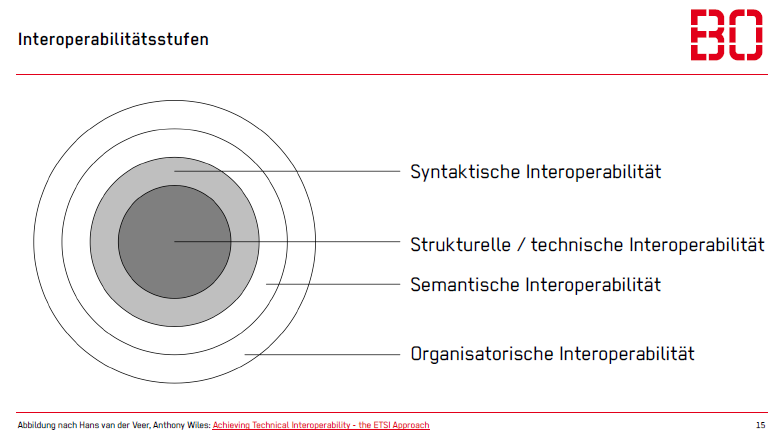 Interoperabilitätsstufen
BO
Syntaktische Interoperabilität
Strukturelle / technische Interoperabilität
Semantische Interoperabilität
Organisatorische Interoperabilität
Abbildung nach Hans van der Veer, Anthony Wiles: Achieving Technical Interoperability - the ETSI Approach
15